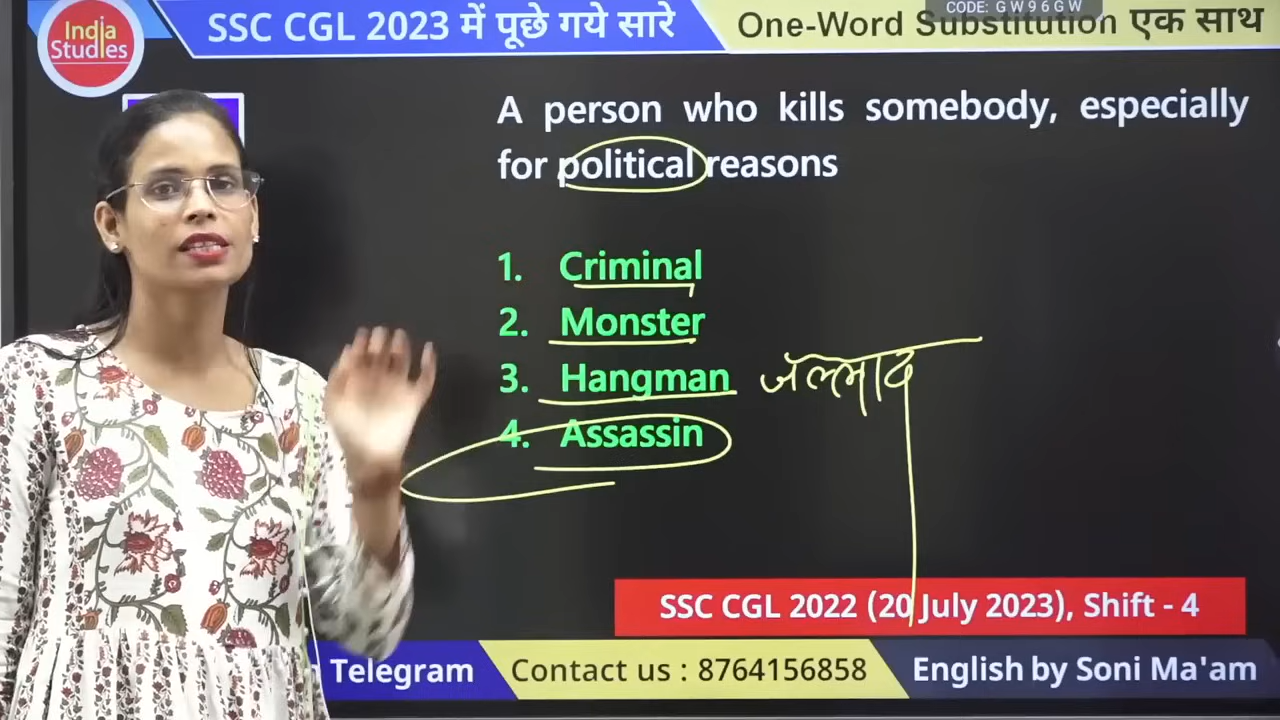 India
Studies
SSC CGL 2023 में पूछे गये सारे
CODE: GW96GW
One-Word Substitution एक साथ
A person who kills somebody, especially
for political reasons
1. Criminal
2. Monster
3. Hangman जल्लाद
4. Assassin
SSC CGL 2022 (20 July 2023), Shift - 4
Telegram
Contact us : 8764156858
English by Soni Ma'am